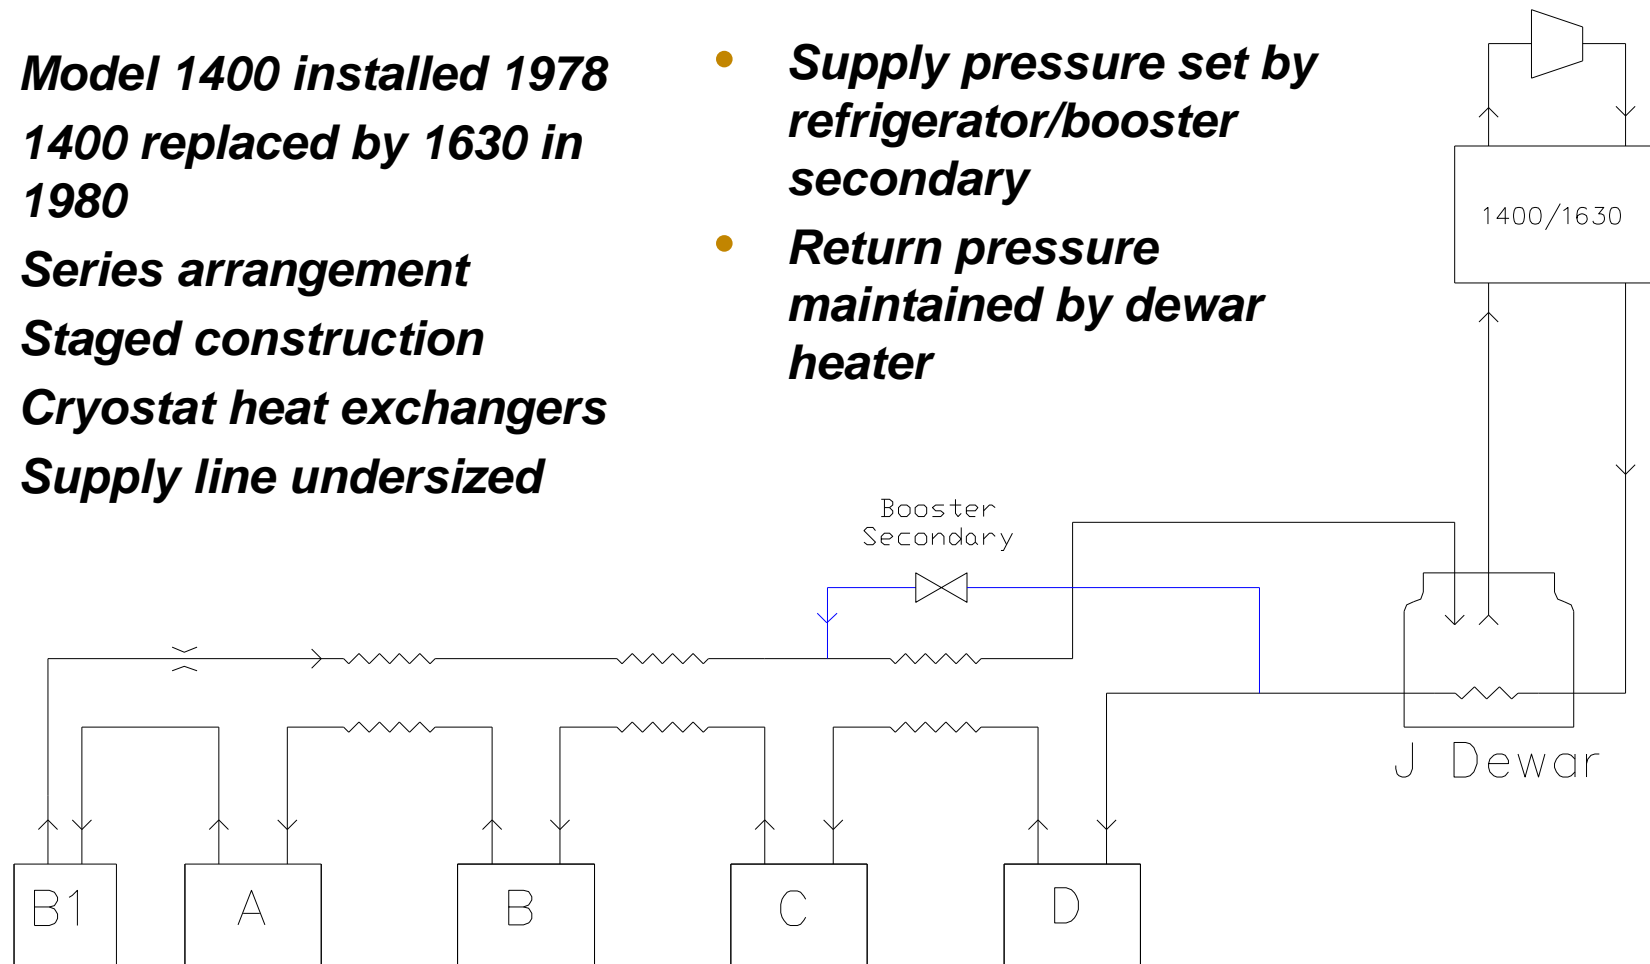 Model 1400 installed 1978
1400 replaced by 1630 in
1980
Series arrangement
Staged construction
Cryostat heat exchangers
Supply line undersized
• Supply pressure set by
refrigerator/booster
secondary
• Return pressure
maintained by dewar
heater
1400/1630
Booster
Secondary
J Dewar
B1
A
B
C
D